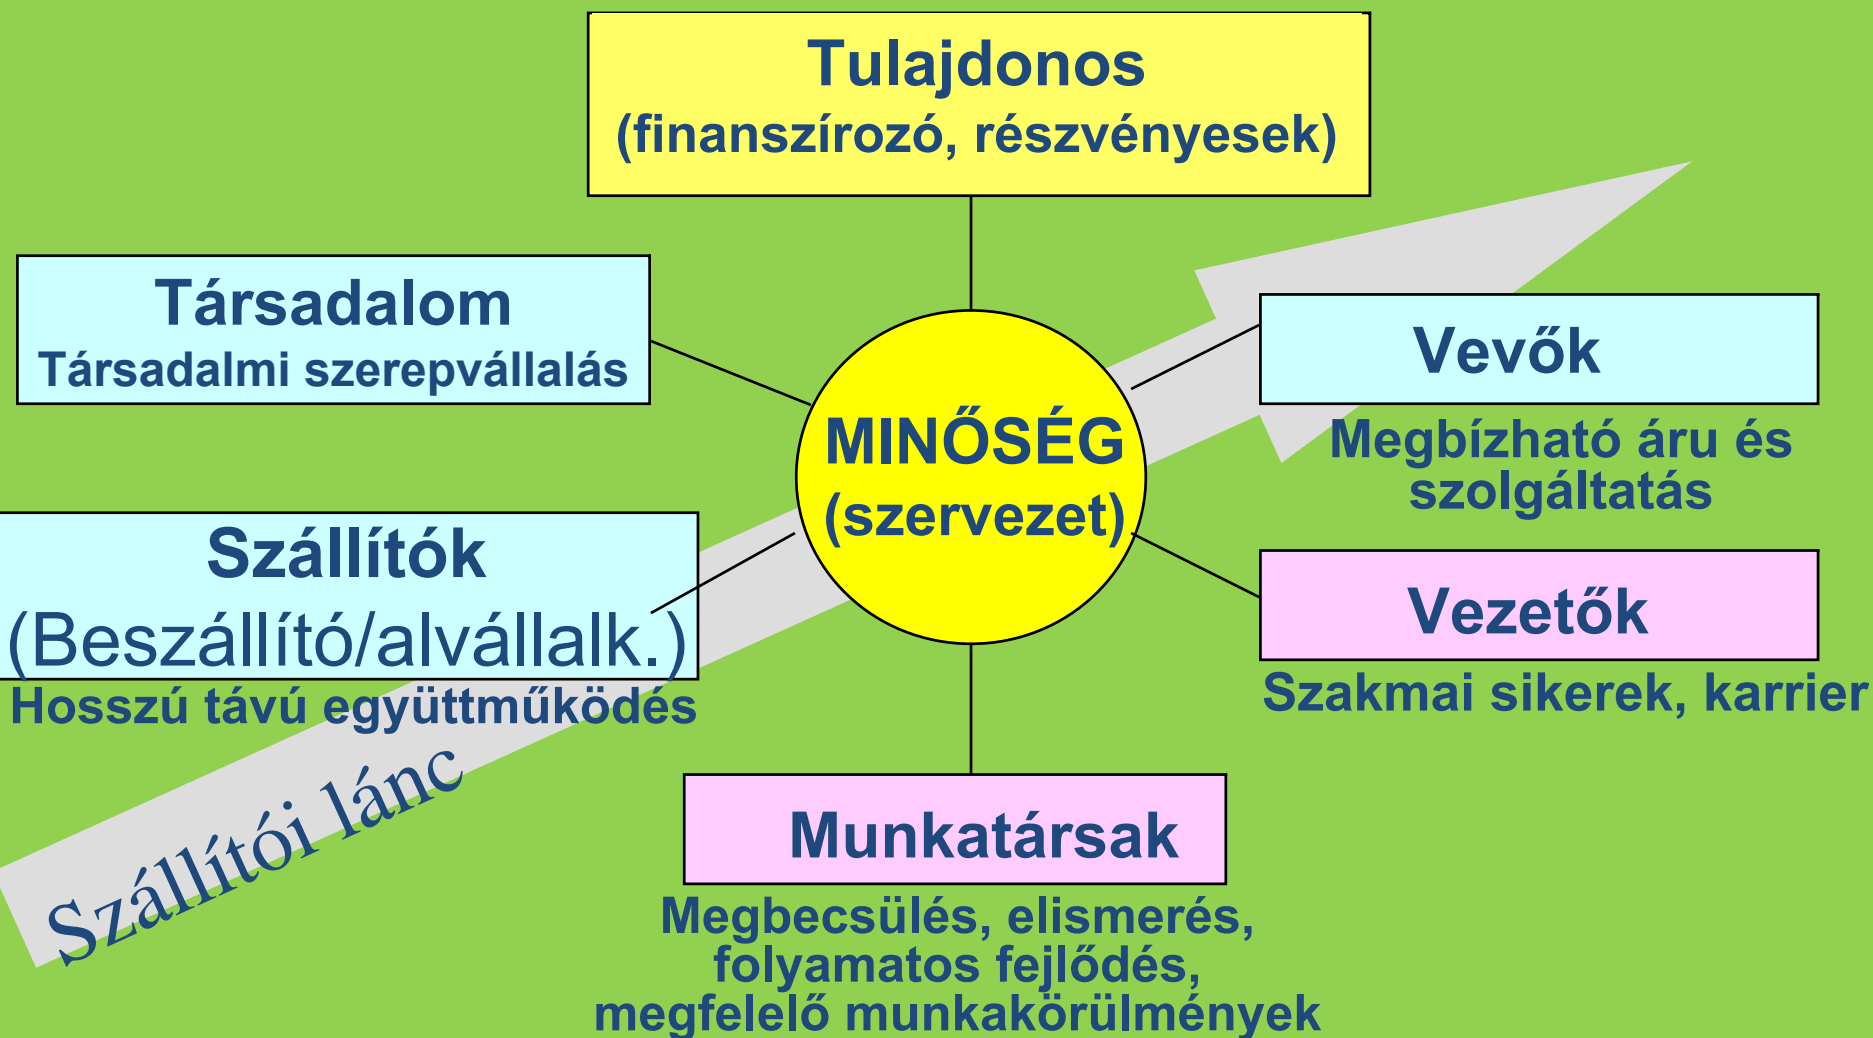 Tulajdonos
(finanszírozó, részvényesek)
Társadalom
Társadalmi szerepvállalás
Vevők
Megbízható áru és
szolgáltatás
MINŐSÉG
(szervezet)
Szállítók
(Beszállító/alvállalk.)
Hosszú távú együttműködés
Vezetők
Szakmai sikerek, karrier
Szállítói lánc
Munkatársak
Megbecsülés, elismerés,
folyamatos fejlődés,
megfelelő munkakörülmények